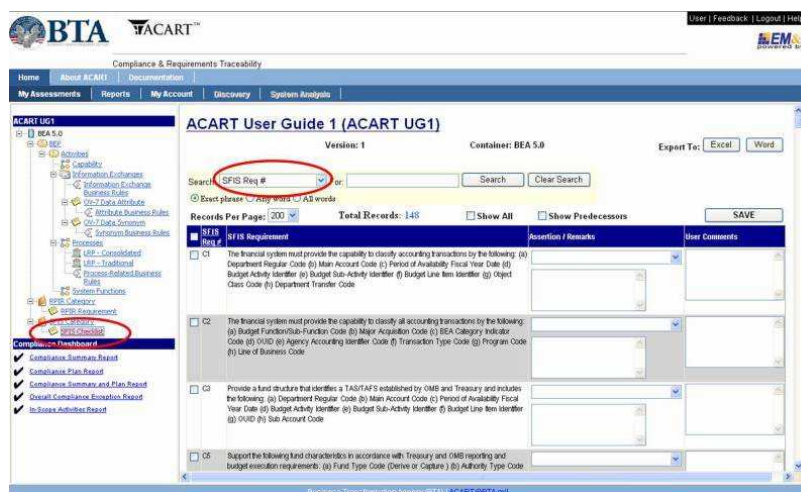 User | Feedback | Logout | Help
BTA
ACART™
powered by
Compliance & Requirements Traceability
Home
About ACART
Documentation
My Assessments
Reports
My Account
Discovery
System Analysis
ACART UG1
BEA 5.0
BEP
Activities
Capability
Information Exchanges
Information Exchange
Business Rules
OV-7 Data Attribute
Attribute Business Rules
OV-7 Data Synonym
Synonym Business Rules
Processes
LRP - Consolidated
LRP - Traditional
Process-Related Business
Rules
System Functions
Category
Requirement
Category
SFIS Checklist
Compliance Dashboard
Compliance Summary Report
Compliance Plan Report
Compliance Summary and Plan Report
Overall Compliance Exception Report
In-Scope Activities Report
ACART User Guide 1 (ACART UG1)
Version: 1
Container: BEA 5.0
Export To:
Excel
Word
Search
SFIS Req #
For:
Search
Clear Search
Exact phrase
Any word
All words
Records Per Page:
200
Total Records: 148
Show All
Show Predecessors
SAVE
SFIS
Req #
SFIS Requirement
Assertion / Remarks
User Comments
C1
The financial system must provide the capability to classify accounting transactions by the following: (a)
Department Regular Code (b) Main Account Code (c) Period of Availability Fiscal Year Date (d)
Budget Activity Identifier (e) Budget Sub-Activity Identifier (f) Budget Line Item Identifier (g) Object
Class Code (h) Department Transfer Code
C2
The financial system must provide the capability to classify all accounting transactions by the following:
(a) Budget Function/Sub-Function Code (b) Major Acquisition Code (c) BEA Category Indicator
Code (d) OUID (e) Agency Accounting Identifier Code (f) Transaction Type Code (g) Program Code
(h) Line of Business Code
C3
Provide a fund structure that identifies a TAS/TAFS established by OMB and Treasury and includes
the following: (a) Department Regular Code (b) Main Account Code (c) Period of Availability Fiscal
Year Date (d) Budget Activity Identifier (e) Budget Sub-Activity Identifier (f) Budget Line Item Identifier
(g) OUID (h) Sub Account Code
Support the following fund characteristics in accordance with Treasury and OMB reporting and
budget execution requirements: (a) Fund Type Code (Derive or Capture ) (b) Authority Type Code
Business Transformation Agency (BTA) | ACART@BTA.mil